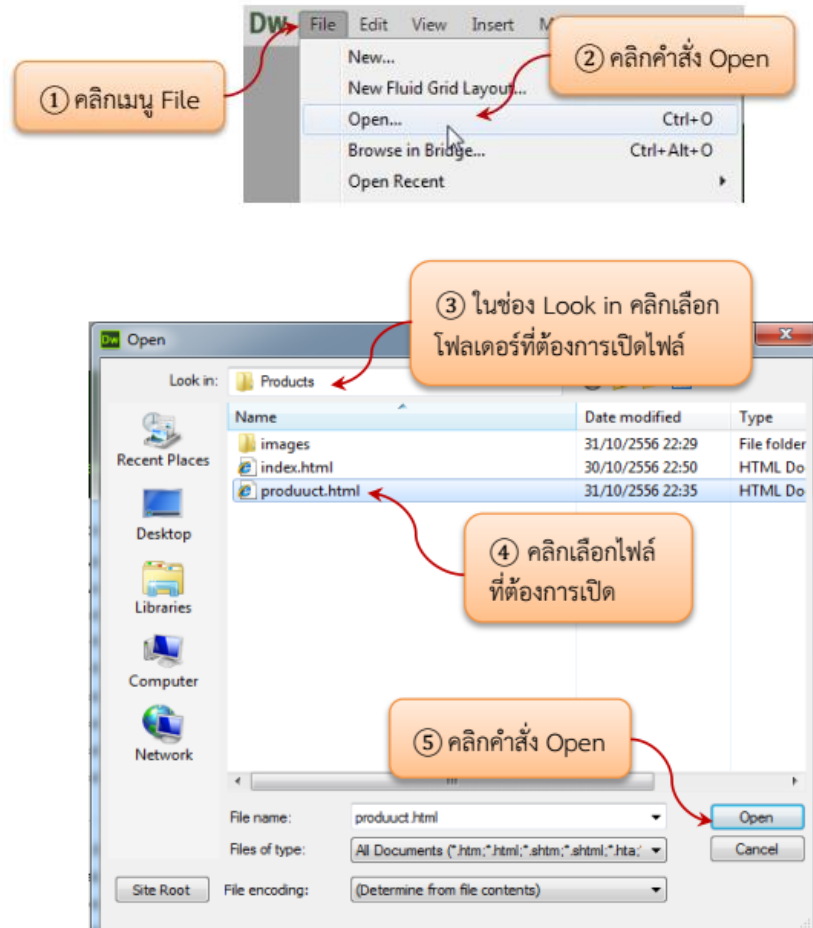 Dw File Edit View Insert M
New...
② คลิกคำสั่ง Open
① คลิกเมนู File
New Fluid Grid Layout...
Open... Ctrl+O
Browse in Bridge... Ctrl+Alt+O
Open Recent
③ ในช่อง Look in คลิกเลือก
โฟลเดอร์ที่ต้องการเปิดไฟล์
Dw Open
Look in: Products
Name Date modified Type
images 31/10/2556 22:29 File folder
index.html 30/10/2556 22:50 HTML Do
produuct.html 31/10/2556 22:35 HTML Do
Recent Places
Desktop
Libraries
Computer
Network
④ คลิกเลือกไฟล์
ที่ต้องการเปิด
⑤ คลิกคำสั่ง Open
File name: produuct.html Open
Files of type: All Documents (*.htm;*.html;*.shtm;*.shtml;*.hta; Cancel
Site Root File encoding: (Determine from file contents)